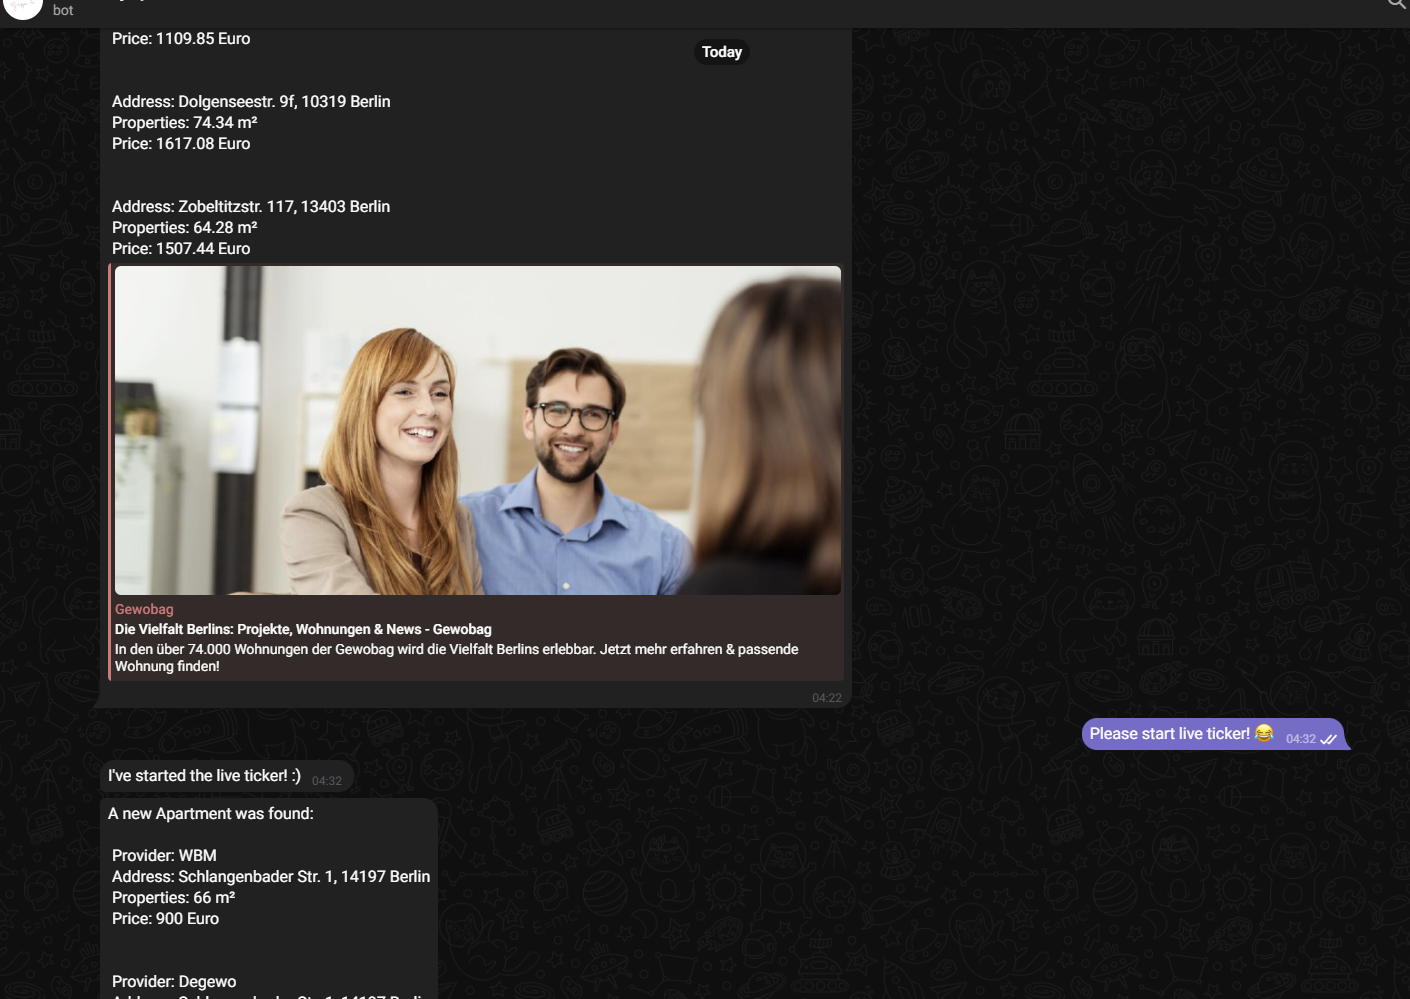 bot
Price: 1109.85 Euro
Today
Address: Dolgenseestr. 9f, 10319 Berlin
Properties: 74.34 m²
Price: 1617.08 Euro
Address: Zobeltitzstr. 117, 13403 Berlin
Properties: 64.28 m²
Price: 1507.44 Euro
Gewobag
Die Vielfalt Berlins: Projekte, Wohnungen & News - Gewobag
In den über 74.000 Wohnungen der Gewobag wird die Vielfalt Berlins erlebbar. Jetzt mehr erfahren & passende
Wohnung finden!
04:22
Please start live ticker! 😂 04:32
I've started the live ticker! :) 04:32
A new Apartment was found:
Provider: WBM
Address: Schlangenbader Str. 1, 14197 Berlin
Properties: 66 m²
Price: 900 Euro
Provider: Degewo